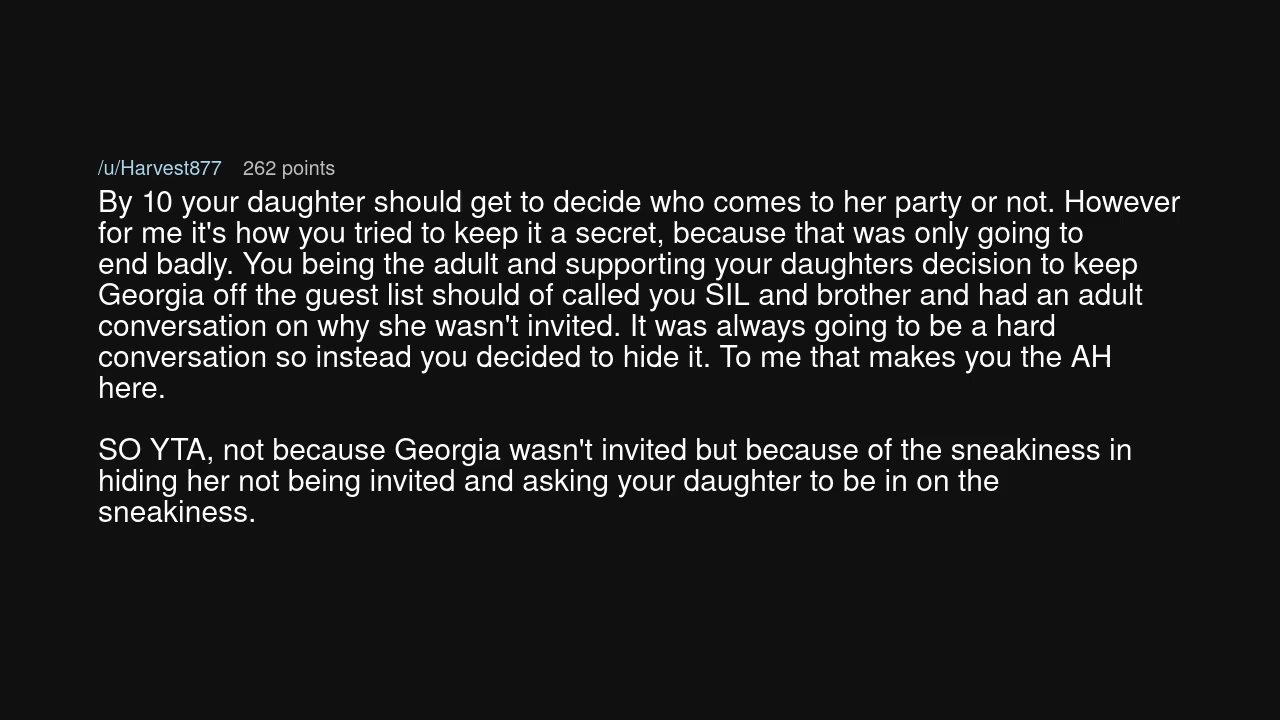 /u/Harvest877 262 points
By 10 your daughter should get to decide who comes to her party or not. However
for me it's how you tried to keep it a secret, because that was only going to
end badly. You being the adult and supporting your daughters decision to keep
Georgia off the guest list should of called you SIL and brother and had an adult
conversation on why she wasn't invited. It was always going to be a hard
conversation so instead you decided to hide it. To me that makes you the AH
here.
SO YTA, not because Georgia wasn't invited but because of the sneakiness in
hiding her not being invited and asking your daughter to be in on the
sneakiness.